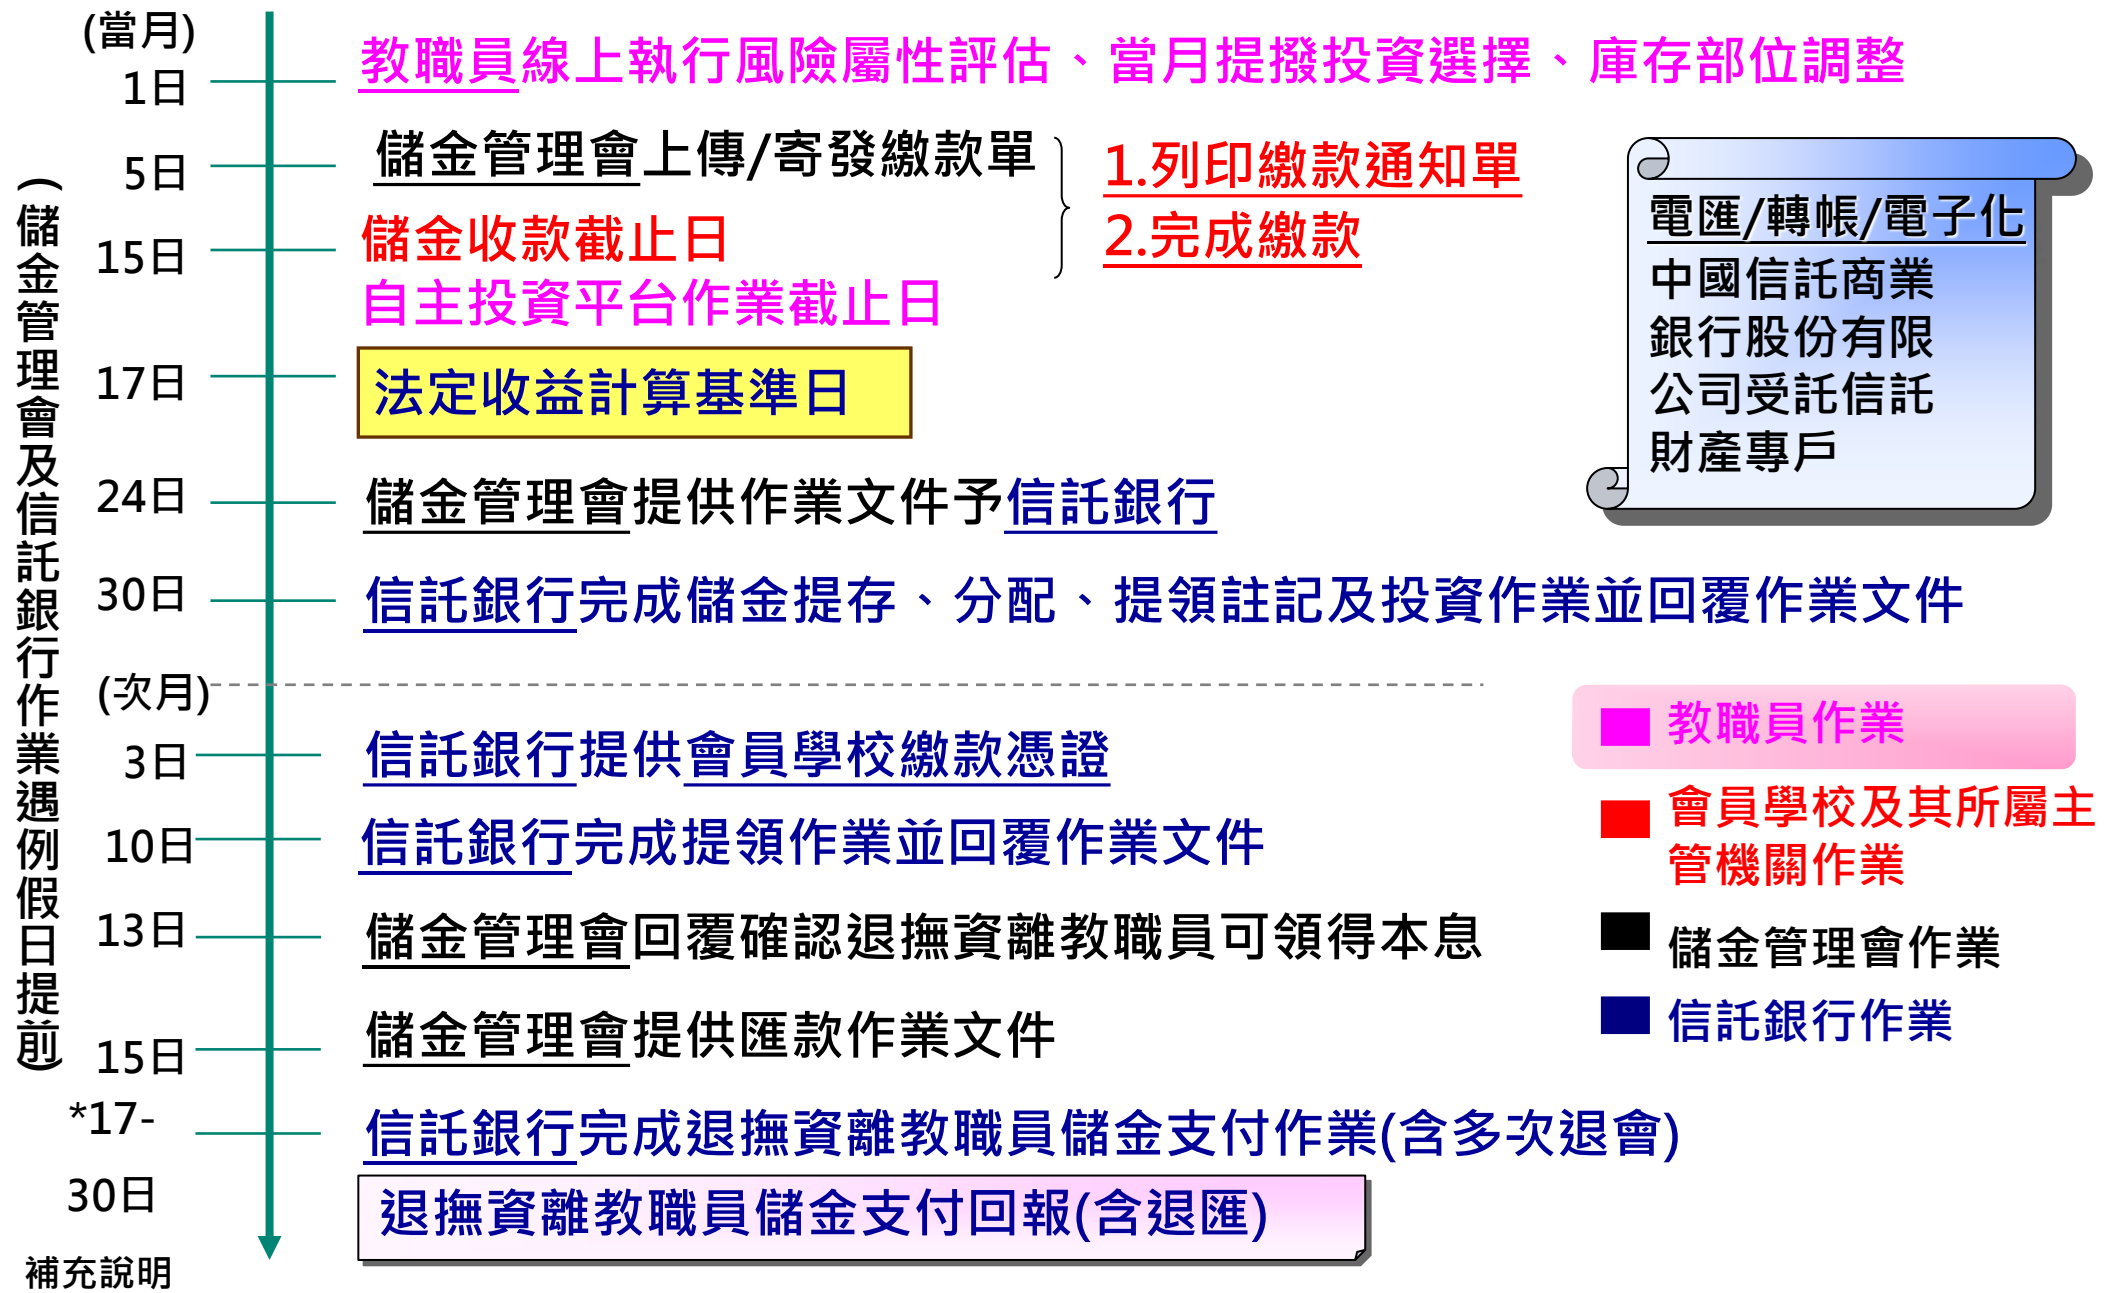 (當月)
1日
教職員線上執行風險屬性評估、當月提撥投資選擇、庫存部位調整
5日
儲金管理會上傳/寄發繳款單
1.列印繳款通知單
2.完成繳款
15日
儲金收款截止日
自主投資平台作業截止日
17日
法定收益計算基準日
24日
儲金管理會提供作業文件予信託銀行
30日
信託銀行完成儲金提存、分配、提領註記及投資作業並回覆作業文件
電匯/轉帳/電子化
中國信託商業
銀行股份有限
公司受託信託
財產專戶
(儲金管理會及信託銀行作業遇例假日提前)
(次月)
3日
信託銀行提供會員學校繳款憑證
10日
信託銀行完成提領作業並回覆作業文件
13日
儲金管理會回覆確認退撫資離教職員可領得本息
15日
儲金管理會提供匯款作業文件
*17-
30日
信託銀行完成退撫資離教職員儲金支付作業(含多次退會)
退撫資離教職員儲金支付回報(含退匯)
補充說明
教職員作業
會員學校及其所屬主
管機關作業
儲金管理會作業
信託銀行作業